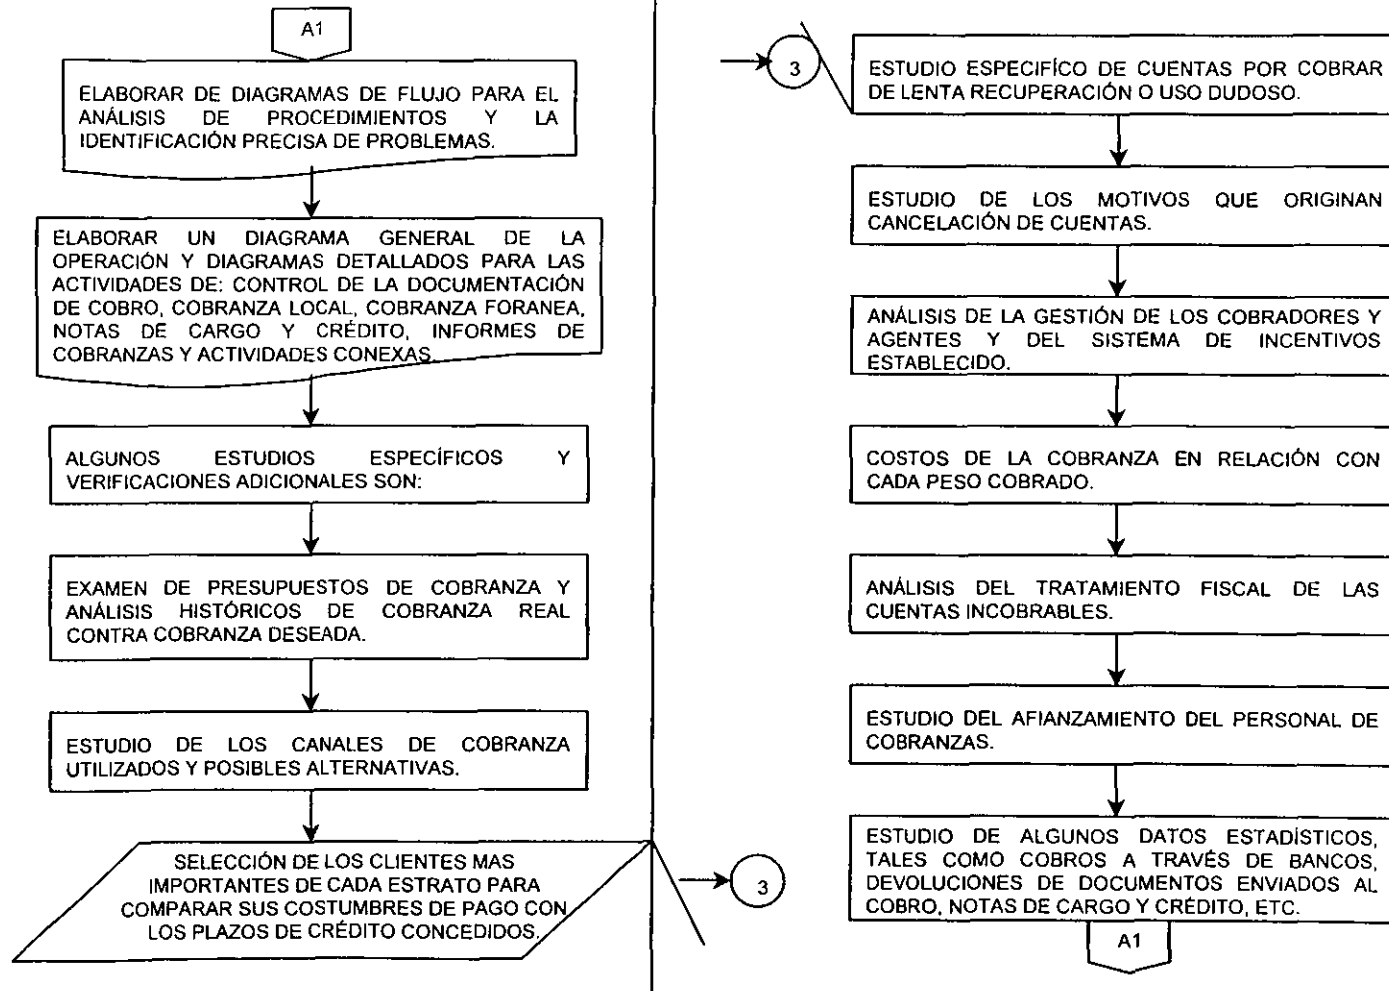 A1
ELABORAR DE DIAGRAMAS DE FLUJO PARA EL
ANÁLISIS DE PROCEDIMIENTOS Y LA
IDENTIFICACIÓN PRECISA DE PROBLEMAS.
ELABORAR UN DIAGRAMA GENERAL DE LA
OPERACIÓN Y DIAGRAMAS DETALLADOS PARA LAS
ACTIVIDADES DE: CONTROL DE LA DOCUMENTACIÓN
DE COBRO, COBRANZA LOCAL, COBRANZA FORANEA,
NOTAS DE CARGO Y CRÉDITO, INFORMES DE
COBRANZAS Y ACTIVIDADES CONEXAS.
ALGUNOS ESTUDIOS ESPECÍFICOS Y
VERIFICACIONES ADICIONALES SON:
EXAMEN DE PRESUPUESTOS DE COBRANZA Y
ANÁLISIS HISTÓRICOS DE COBRANZA REAL
CONTRA COBRANZA DESEADA.
ESTUDIO DE LOS CANALES DE COBRANZA
UTILIZADOS Y POSIBLES ALTERNATIVAS.
SELECCIÓN DE LOS CLIENTES MAS
IMPORTANTES DE CADA ESTRATO PARA
COMPARAR SUS COSTUMBRES DE PAGO CON
LOS PLAZOS DE CRÉDITO CONCEDIDOS.
3
3
ESTUDIO ESPECIFÍCO DE CUENTAS POR COBRAR
DE LENTA RECUPERACIÓN O USO DUDOSO.
ESTUDIO DE LOS MOTIVOS QUE ORIGINAN
CANCELACIÓN DE CUENTAS.
ANÁLISIS DE LA GESTIÓN DE LOS COBRADORES Y
AGENTES Y DEL SISTEMA DE INCENTIVOS
ESTABLECIDO.
COSTOS DE LA COBRANZA EN RELACIÓN CON
CADA PESO COBRADO.
ANÁLISIS DEL TRATAMIENTO FISCAL DE LAS
CUENTAS INCOBRABLES.
ESTUDIO DEL AFIANZAMIENTO DEL PERSONAL DE
COBRANZAS.
ESTUDIO DE ALGUNOS DATOS ESTADÍSTICOS,
TALES COMO COBROS A TRAVÉS DE BANCOS,
DEVOLUCIONES DE DOCUMENTOS ENVIADOS AL
COBRO, NOTAS DE CARGO Y CRÉDITO, ETC.
A1